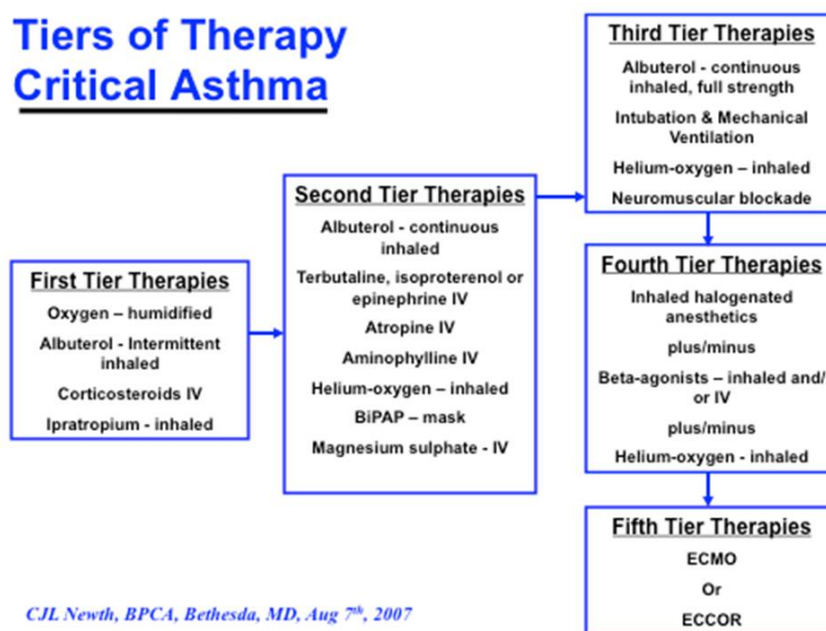 Tiers of Therapy
Critical Asthma
First Tier Therapies
Oxygen – humidified
Albuterol - Intermittent
inhaled
Corticosteroids IV
Ipratropium - inhaled
Second Tier Therapies
Albuterol - continuous
inhaled
Terbutaline, isoproterenol or
epinephrine IV
Atropine IV
Aminophylline IV
Helium-oxygen – inhaled
BiPAP – mask
Magnesium sulphate - IV
Third Tier Therapies
Albuterol - continuous
inhaled, full strength
Intubation & Mechanical
Ventilation
Helium-oxygen – inhaled
Neuromuscular blockade
Fourth Tier Therapies
Inhaled halogenated
anesthetics
plus/minus
Beta-agonists – inhaled and/
or IV
plus/minus
Helium-oxygen - inhaled
Fifth Tier Therapies
ECMO
Or
ECCOR
CJL Newth, BPCA, Bethesda, MD, Aug 7th, 2007